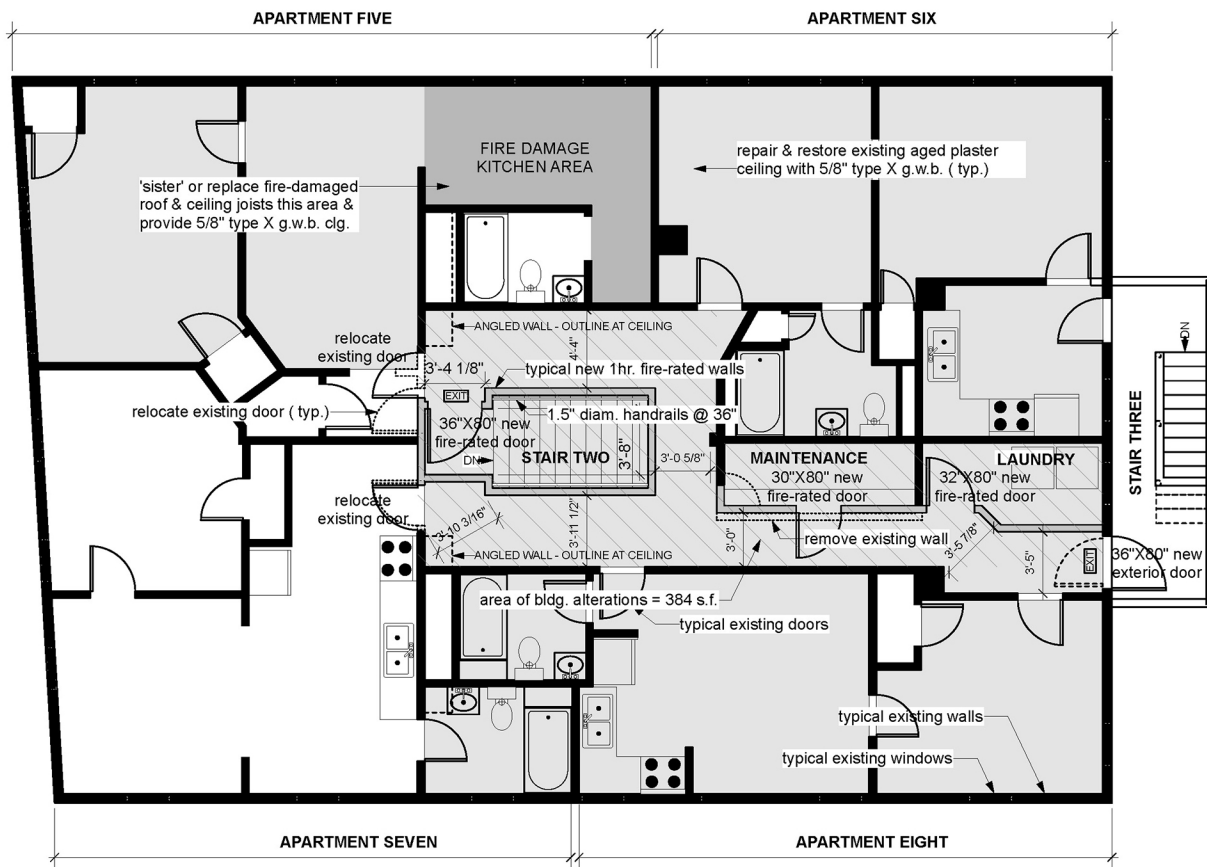 APARTMENT FIVE
APARTMENT SIX
FIRE DAMAGE
KITCHEN AREA
repair & restore existing aged plaster
ceiling with 5/8" type X g.w.b. ( typ.)
'sister' or replace fire-damaged
roof & ceiling joists this area &
provide 5/8" type X g.w.b. clg.
ANGLED WALL - OUTLINE AT CEILING
relocate
existing door
4'-4"
3'-4 1/8"
typical new 1hr. fire-rated walls
EXIT
relocate existing door ( typ.)
1.5" diam. handrails @ 36"
36"X80" new
fire-rated door
DN
STAIR TWO
3'-8"
3'-0 5/8"
MAINTENANCE
30"X80" new
fire-rated door
LAUNDRY
32"X80" new
fire-rated door
DN
STAIR THREE
relocate
existing door
3'-10 3/16"
3'-11 1/2"
3'-0"
remove existing wall
3'-5 7/8"
3'-5"
EXIT
36"X80" new
exterior door
ANGLED WALL - OUTLINE AT CEILING
area of bldg. alterations = 384 s.f.
typical existing doors
typical existing walls
typical existing windows
APARTMENT SEVEN
APARTMENT EIGHT